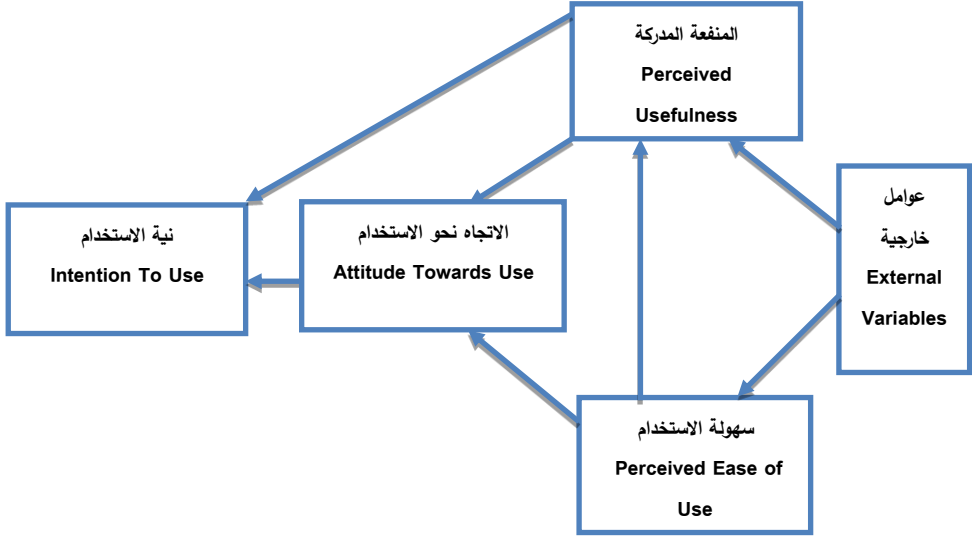 المنفعة المدركة
Perceived
Usefulness
عوامل
خارجية
External
Variables
الاتجاه نحو الاستخدام
Attitude Towards Use
نية الاستخدام
Intention To Use
سهولة الاستخدام
Perceived Ease of
Use